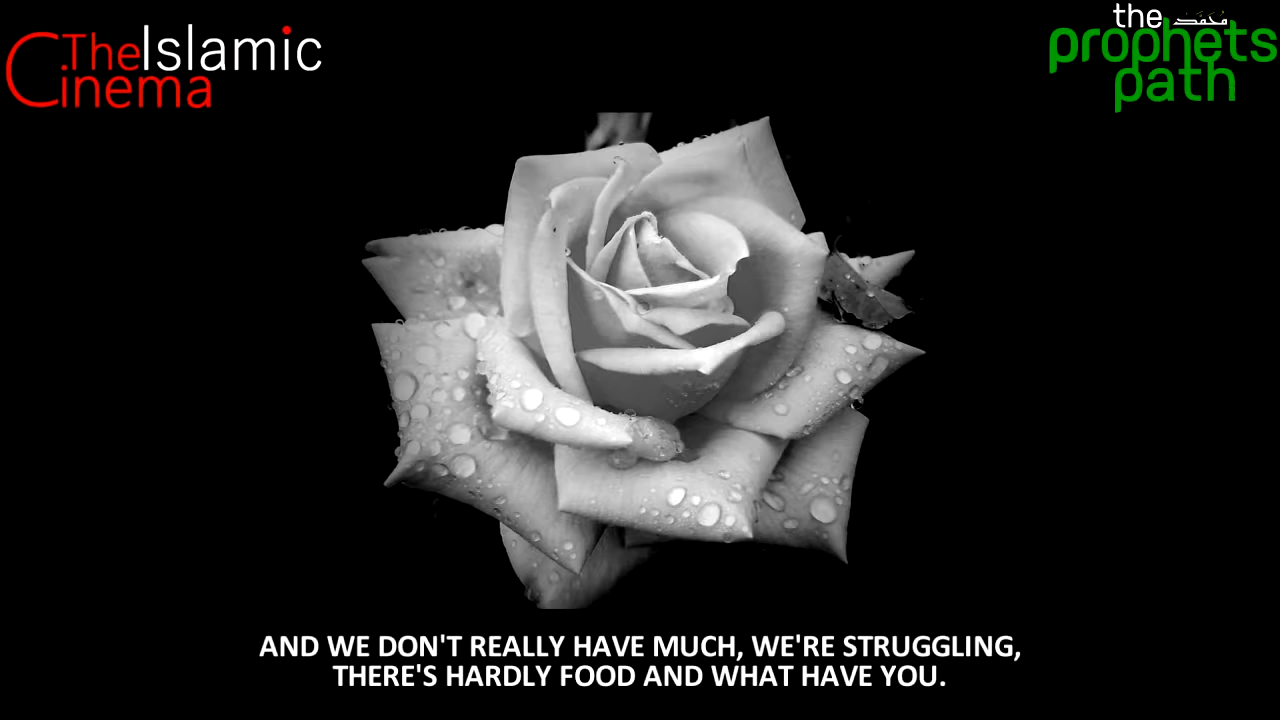 TheIslamic
Cinema
the محمد
prophets
path
AND WE DON'T REALLY HAVE MUCH, WE'RE STRUGGLING,
THERE'S HARDLY FOOD AND WHAT HAVE YOU.